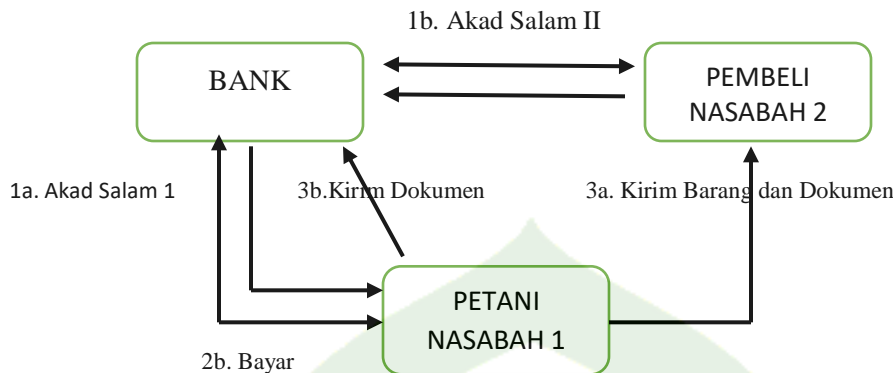 1b. Akad Salam II
BANK
PEMBELI
NASABAH 2
1a. Akad Salam 1
3b.Kirim Dokumen
3a. Kirim Barang dan Dokumen
PETANI
NASABAH 1
2b. Bayar